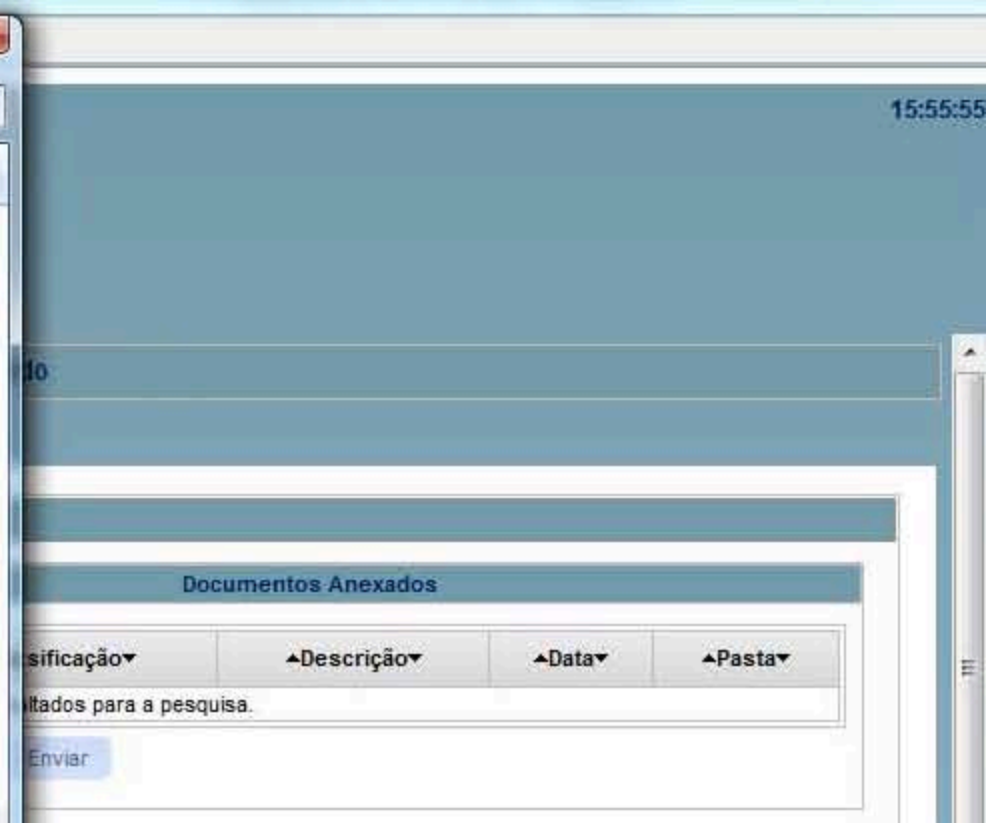 15:55:55
do
Documentos Anexados
sificação▾ ▴Descrição▾ ▴Data▾ ▴Pasta▾
ltados para a pesquisa.
Enviar